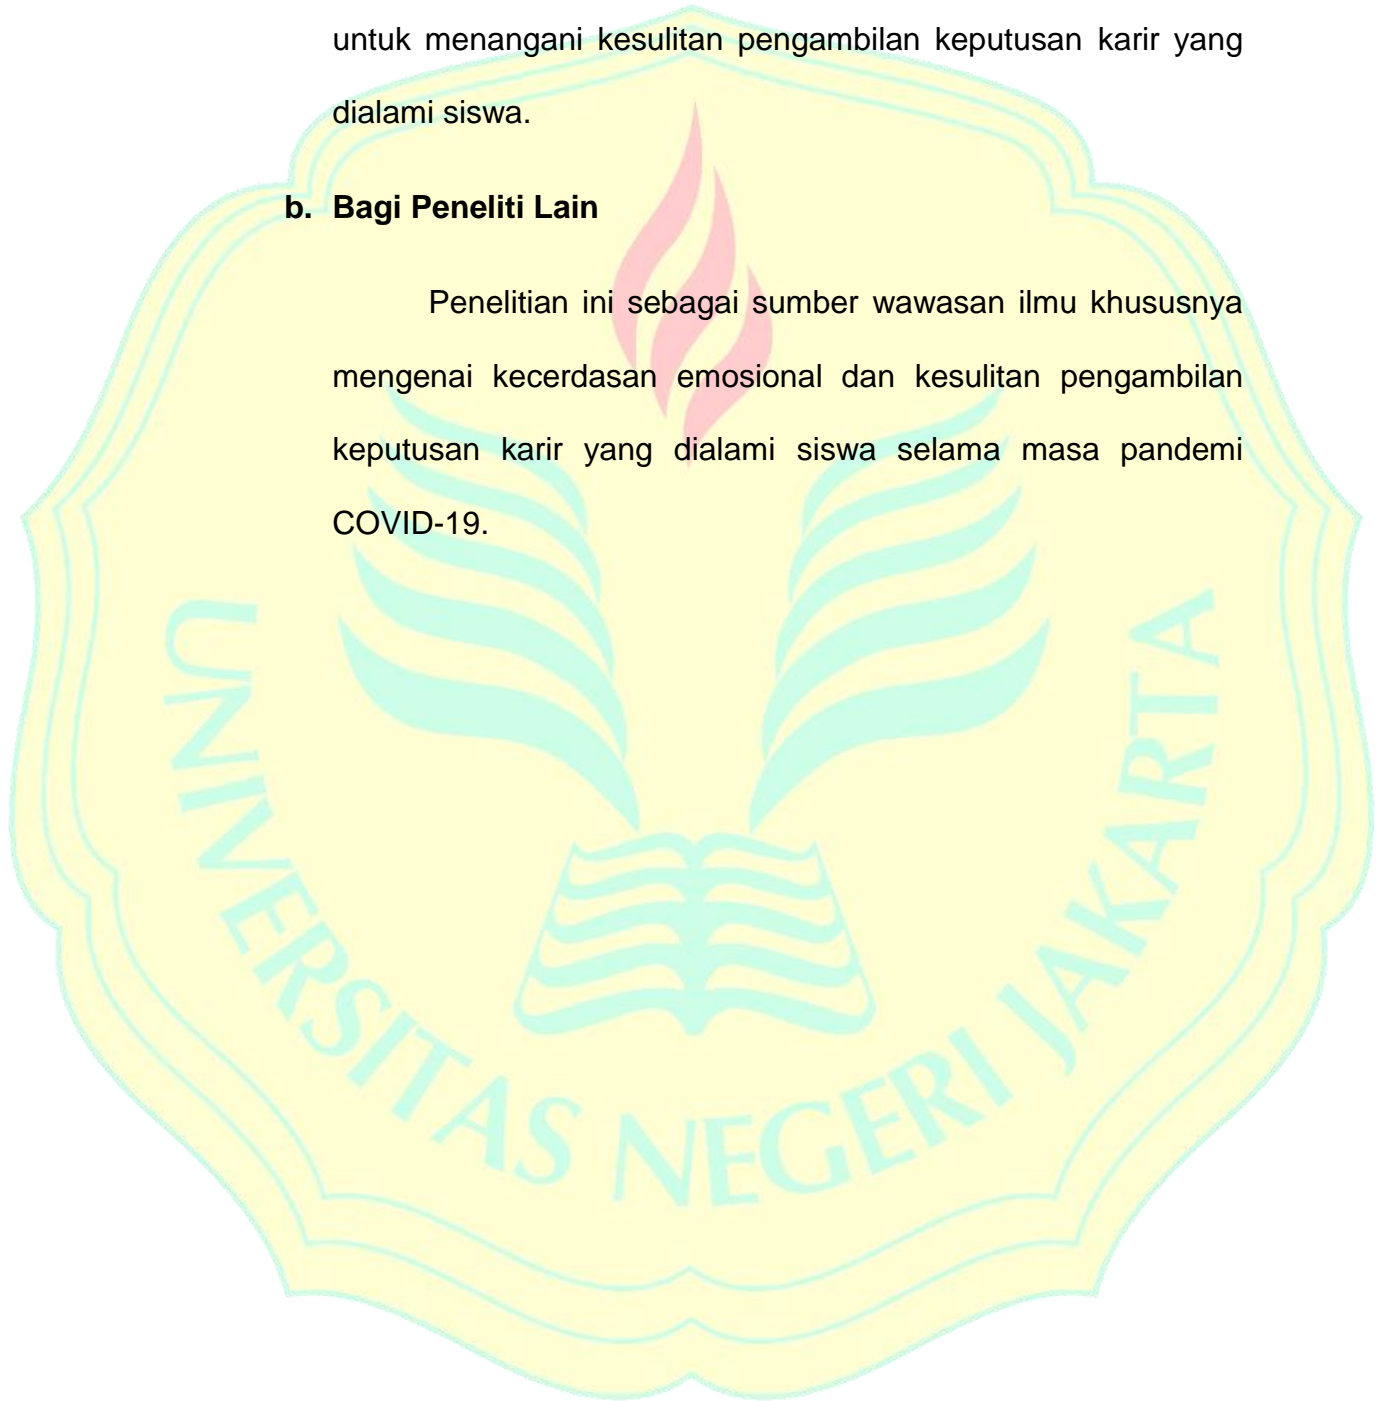 untuk menangani kesulitan pengambilan keputusan karir yang
dialami siswa.
b. Bagi Peneliti Lain
Penelitian ini sebagai sumber wawasan ilmu khususnya
mengenai kecerdasan emosional dan kesulitan pengambilan
keputusan karir yang dialami siswa selama masa pandemi
COVID-19.
UNIVERSITAS NEGERI JAKARTA